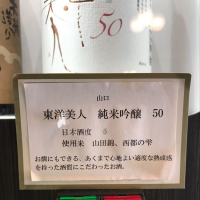 50
山口
東洋美人 純米吟醸 50
日本酒度
使用米 山田錦、西都の雫
お燗にもできる、あくまで心地よい適度な熟成感
を持った酒質にこだわったお酒。